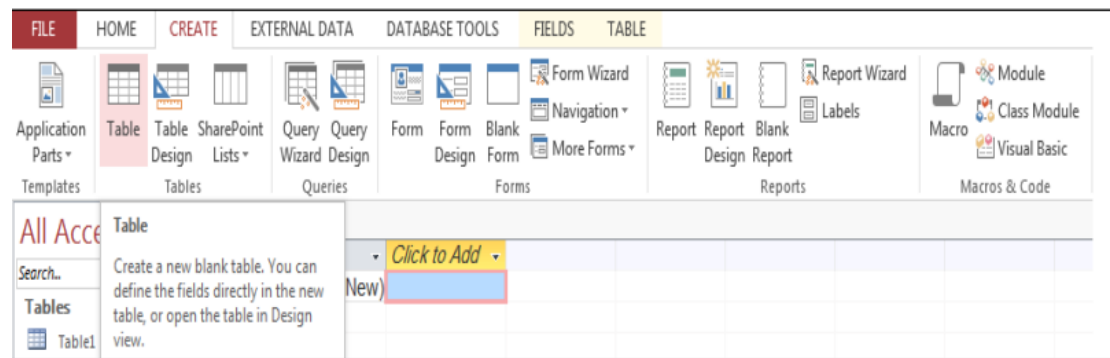 FILE HOME CREATE EXTERNAL DATA DATABASE TOOLS FIELDS TABLE
Application Parts
Table
Table Design
SharePoint Lists
Query Wizard
Query Design
Form
Form Design
Blank Form
Form Wizard
Navigation
More Forms
Report
Report Design
Blank Report
Report Wizard
Labels
Macro
Module
Class Module
Visual Basic
Templates Tables Queries Forms Reports Macros & Code
All Acce
Search..
Tables
Table1
Table
Create a new blank table. You can
define the fields directly in the new
table, or open the table in Design
view.
Click to Add
New)